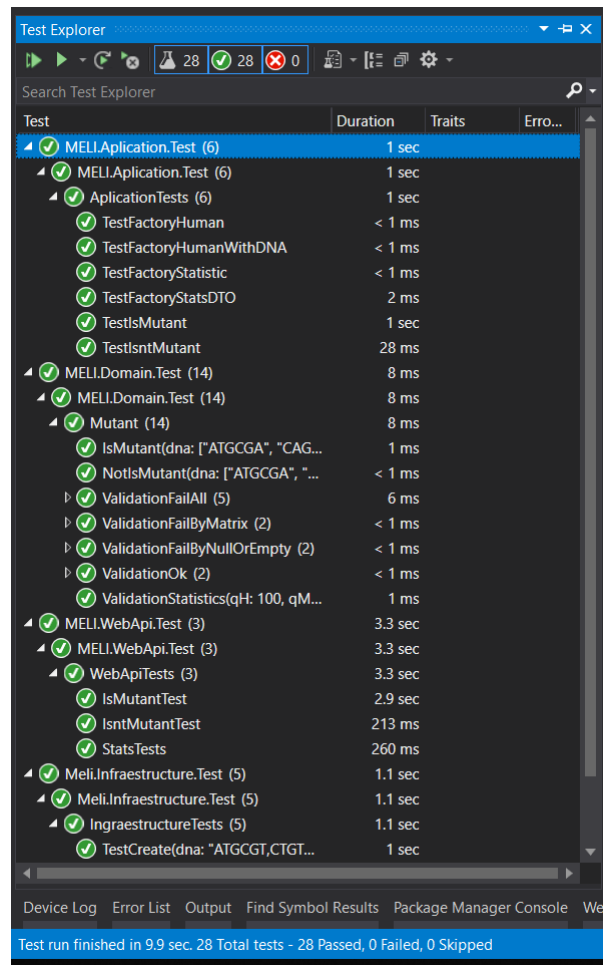 Test Explorer
28 28 0
Search Test Explorer
Test Duration Traits Erro...
MELI.Aplication.Test (6) 1 sec
MELI.Aplication.Test (6) 1 sec
AplicationTests (6) 1 sec
TestFactoryHuman < 1 ms
TestFactoryHumanWithDNA < 1 ms
TestFactoryStatistic < 1 ms
TestFactoryStatsDTO 2 ms
TestIsMutant 1 sec
TestIsntMutant 28 ms
MELI.Domain.Test (14) 8 ms
MELI.Domain.Test (14) 8 ms
Mutant (14) 8 ms
IsMutant(dna: ["ATGCGA", "CAG... 1 ms
NotIsMutant(dna: ["ATGCGA", "... < 1 ms
ValidationFailAll (5) 6 ms
ValidationFailByMatrix (2) < 1 ms
ValidationFailByNullOrEmpty (2) < 1 ms
ValidationOk (2) < 1 ms
ValidationStatistics(qH: 100, qM... 1 ms
MELI.WebApi.Test (3) 3.3 sec
MELI.WebApi.Test (3) 3.3 sec
WebApiTests (3) 3.3 sec
IsMutantTest 2.9 sec
IsntMutantTest 213 ms
StatsTests 260 ms
Meli.Infraestructure.Test (5) 1.1 sec
Meli.Infraestructure.Test (5) 1.1 sec
IngraestructureTests (5) 1.1 sec
TestCreate(dna: "ATGCGT,CTGT... 1 sec
Device Log Error List Output Find Symbol Results Package Manager Console We
Test run finished in 9.9 sec. 28 Total tests - 28 Passed, 0 Failed, 0 Skipped